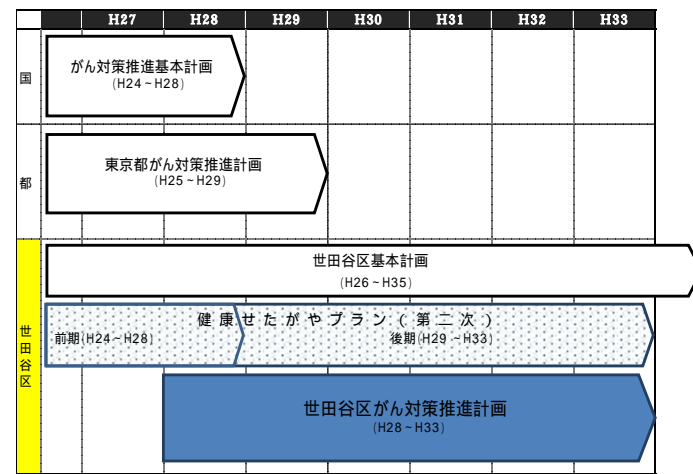 H27 H28 H29 H30 H31 H32 H33
国
がん対策推進基本計画
(H24~H28)
都
東京都がん対策推進計画
(H25~H29)
世田谷区
世田谷区基本計画
(H26~H35)
健康せたがやプラン(第二次)
前期(H24~H28) 後期(H29~H33)
世田谷区がん対策推進計画
(H28~H33)